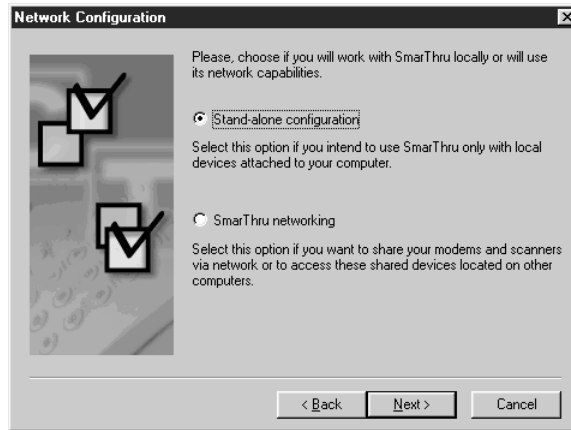 Network Configuration
Please, choose if you will work with SmarThru locally or will use
its network capabilities.
Stand-alone configuration
Select this option if you intend to use SmarThru only with local
devices attached to your computer.
SmarThru networking
Select this option if you want to share your modems and scanners
via network or to access these shared devices located on other
computers.
< Back
Next >
Cancel